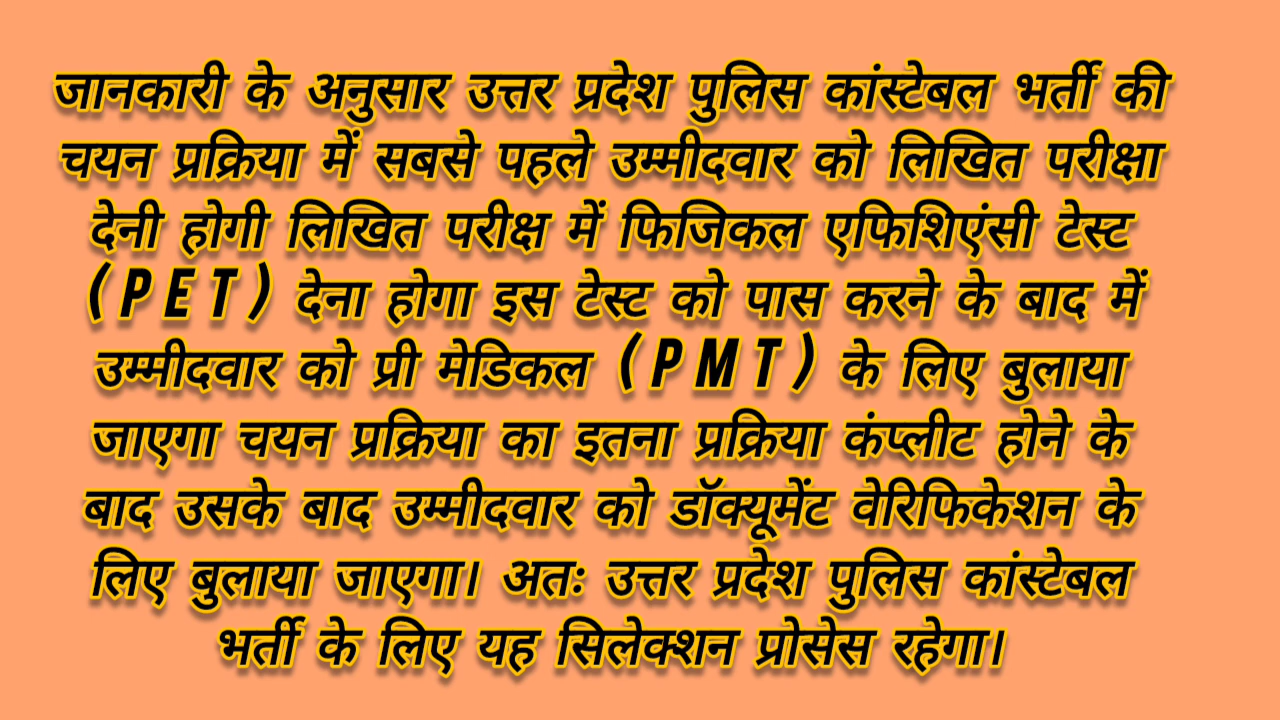 जानकारी के अनुसार उत्तर प्रदेश पुलिस कांस्टेबल भर्ती की
चयन प्रक्रिया में सबसे पहले उम्मीदवार को लिखित परीक्षा
देनी होगी लिखित परीक्ष में फिजिकल एफिशिएंसी टेस्ट
(PET) देना होगा इस टेस्ट को पास करने के बाद में
उम्मीदवार को प्री मेडिकल (PMT) के लिए बुलाया
जाएगा चयन प्रक्रिया का इतना प्रक्रिया कंप्लीट होने के
बाद उसके बाद उम्मीदवार को डॉक्यूमेंट वेरिफिकेशन के
लिए बुलाया जाएगा। अतः उत्तर प्रदेश पुलिस कांस्टेबल
भर्ती के लिए यह सिलेक्शन प्रोसेस रहेगा।